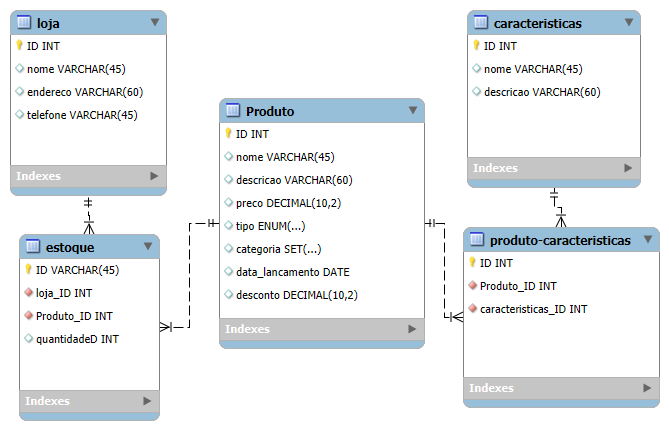 loja
ID INT
nome VARCHAR(45)
endereco VARCHAR(60)
telefone VARCHAR(45)
Indexes
caracteristicas
ID INT
nome VARCHAR(45)
descricao VARCHAR(60)
Indexes
Produto
ID INT
nome VARCHAR(45)
descricao VARCHAR(60)
preco DECIMAL(10,2)
tipo ENUM(...)
categoria SET(...)
data_lancamento DATE
desconto DECIMAL(10,2)
Indexes
estoque
ID VARCHAR(45)
loja_ID INT
Produto_ID INT
quantidadeD INT
Indexes
produto-caracteristicas
ID INT
Produto_ID INT
caracteristicas_ID INT
Indexes